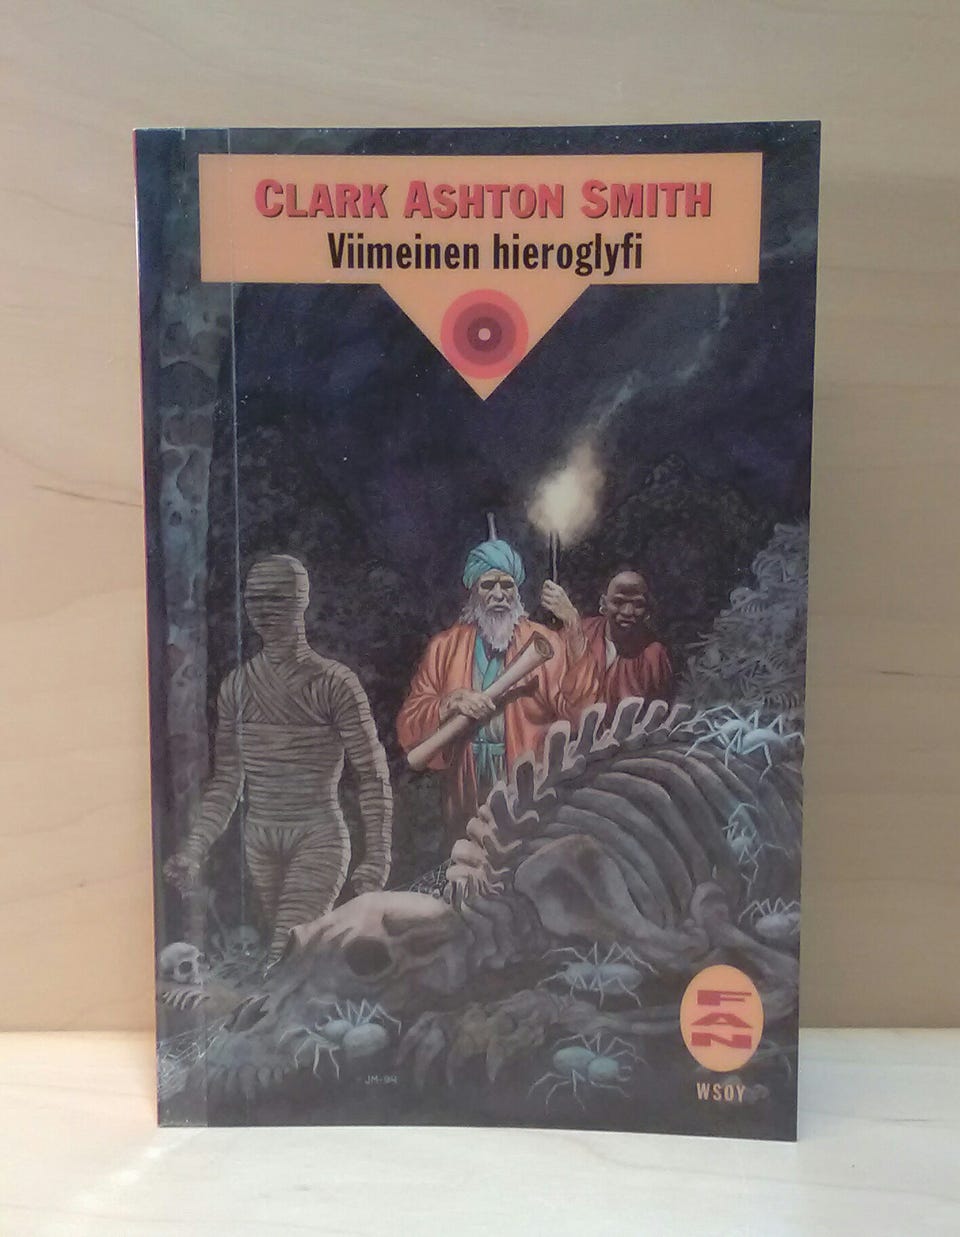 CLARK ASHTON SMITH
Viimeinen hieroglyfi
JM-94
FAN
WSOY